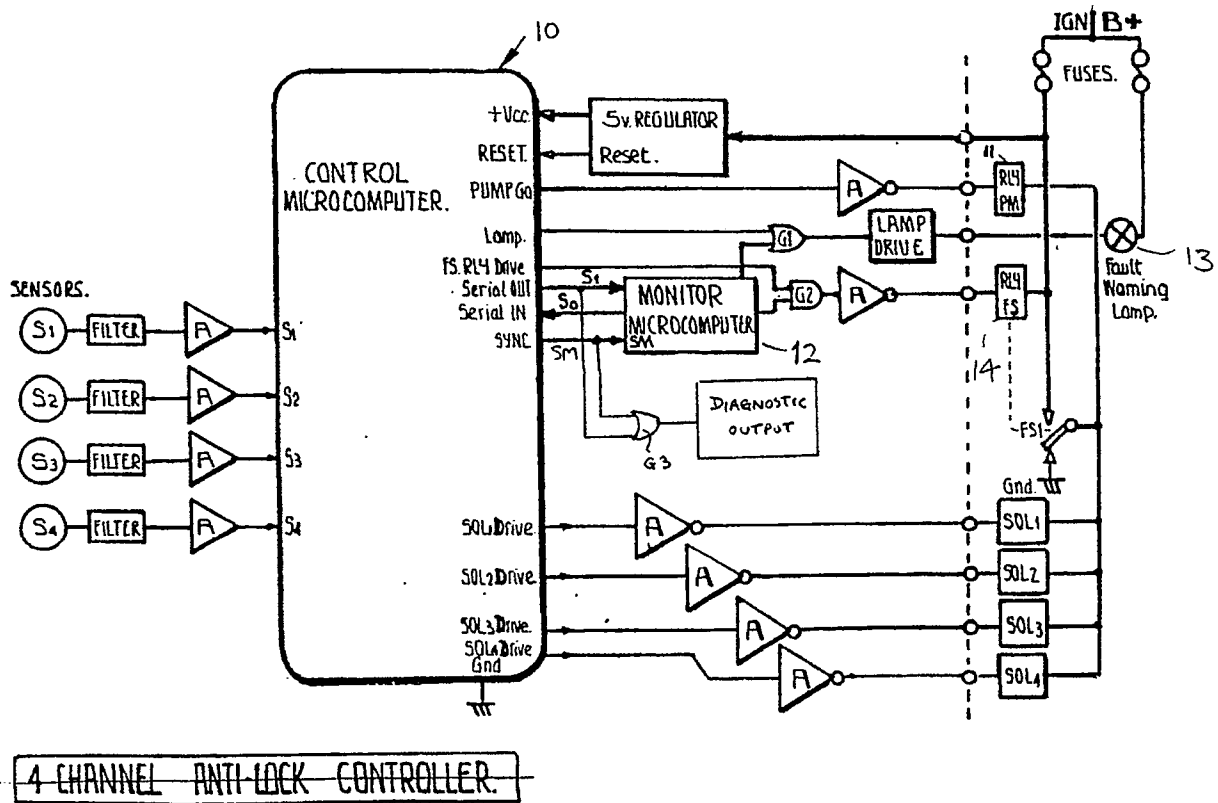 10
IGN B+
FUSES.
+Vcc.
5v. REGULATOR
RESET.
Reset.
CONTROL
MICROCOMPUTER.
PUMP Go
A
11
RLY
PM
Lamp.
G1
LAMP
DRIVE
13
Fault
Warning
Lamp.
FS. RLY Drive
Serial OUT
S1
MONITOR
MICROCOMPUTER
G2
A
RLY
FS
Serial IN
So
SYNC
SM
SM
12
14
SENSORS.
S1
FILTER
A
S1
S2
FILTER
A
S2
S3
FILTER
A
S3
S4
FILTER
A
S4
G3
DIAGNOSTIC
OUTPUT
FS1
Gnd.
SOL1 Drive.
A
SOL1
SOL2 Drive.
A
SOL2
SOL3 Drive.
A
SOL3
SOL4 Drive
A
SOL4
Gnd
4 CHANNEL ANTI-LOCK CONTROLLER.